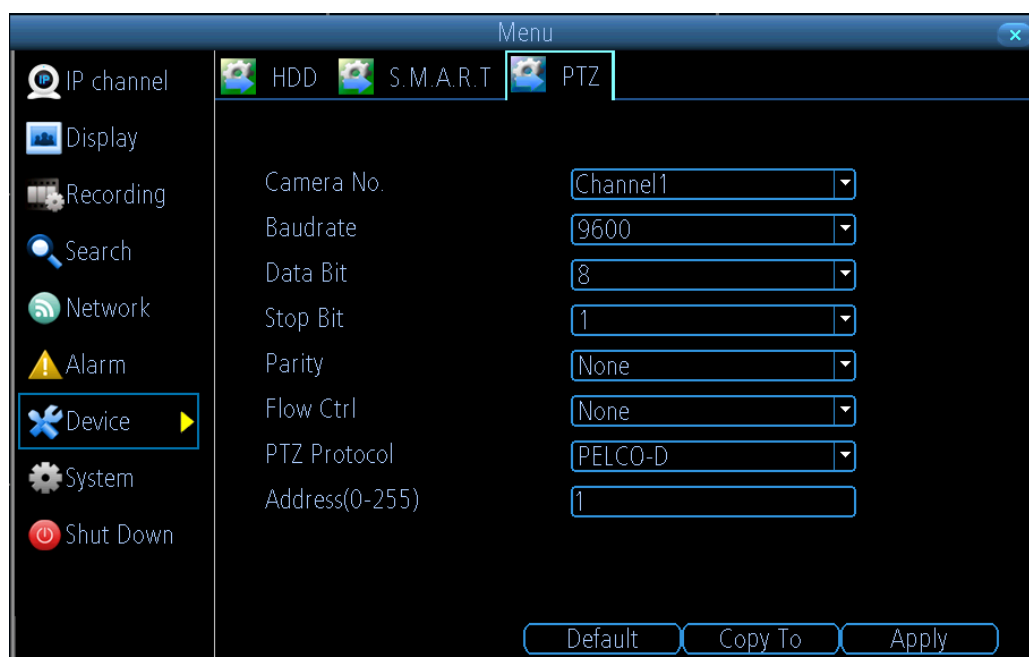 Menu
IP channel
Display
Recording
Search
Network
Alarm
Device
System
Shut Down
HDD S.M.A.R.T PTZ
Camera No. Channel1
Baudrate 9600
Data Bit 8
Stop Bit 1
Parity None
Flow Ctrl None
PTZ Protocol PELCO-D
Address(0-255) 1
Default Copy To Apply